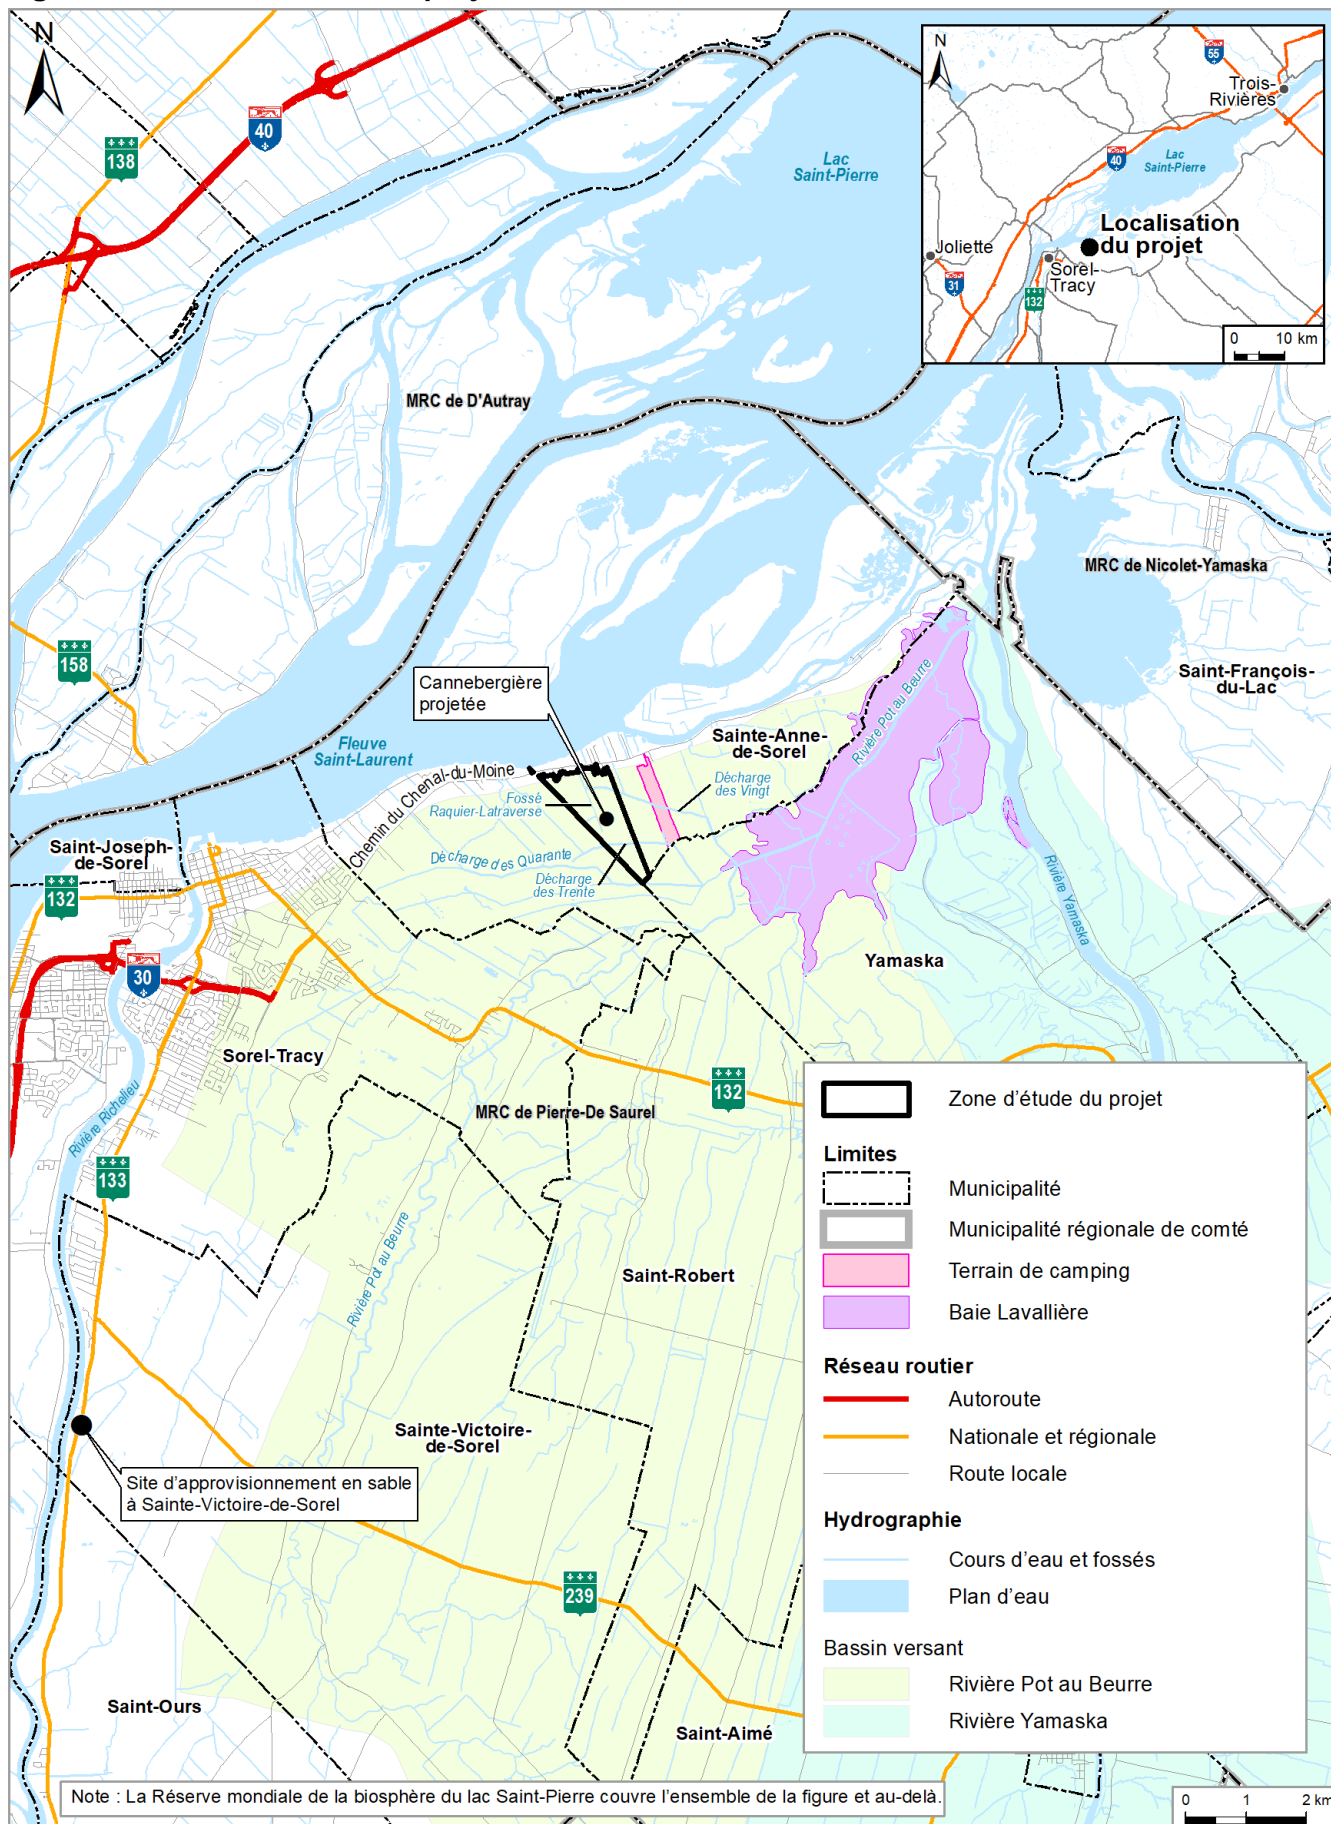 N
138
40
Lac
Saint-Pierre
N
55
Trois-
Rivières
40
Lac
Saint-Pierre
Localisation
du projet
Joliette
Sorel-
Tracy
31
132
0 10 km
MRC de D'Autray
MRC de Nicolet-Yamaska
158
Saint-François-
du-Lac
Cannebergière
projetée
Fleuve
Saint-Laurent
Sainte-Anne-
de-Sorel
Rivière Pot au Beurre
Chemin du Chenal-du-Moine
Décharge
des Vingt
Fossé
Raquier-Latraverse
Saint-Joseph-
de-Sorel
Décharge des Quarante
Décharge
des Trente
132
Rivière Yamaska
Yamaska
30
Sorel-Tracy
132
MRC de Pierre-De Saurel
Rivière Richelieu
133
Rivière Pot au Beurre
Saint-Robert
Sainte-Victoire-
de-Sorel
Site d'approvisionnement en sable
à Sainte-Victoire-de-Sorel
239
Saint-Ours
Saint-Aimé
Zone d'étude du projet
Limites
Municipalité
Municipalité régionale de comté
Terrain de camping
Baie Lavallière
Réseau routier
Autoroute
Nationale et régionale
Route locale
Hydrographie
Cours d'eau et fossés
Plan d'eau
Bassin versant
Rivière Pot au Beurre
Rivière Yamaska
Note : La Réserve mondiale de la biosphère du lac Saint-Pierre couvre l'ensemble de la figure et au-delà.
0 1 2 km